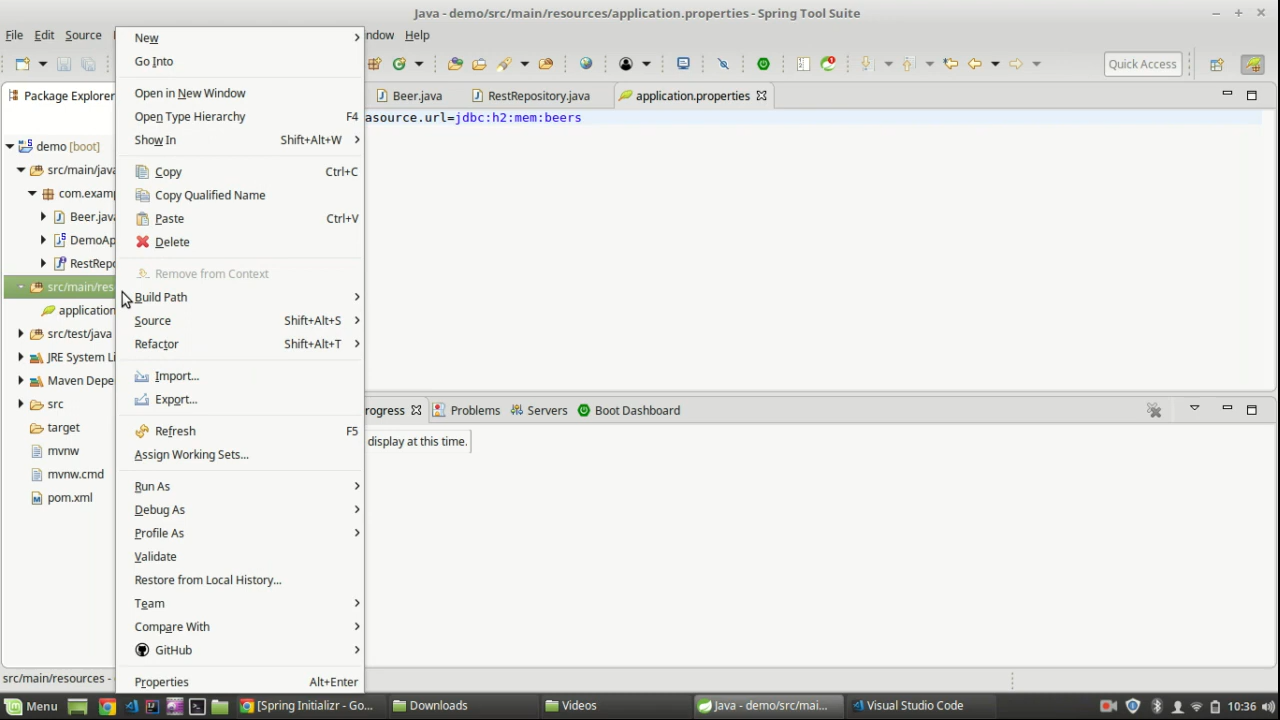 Java - demo/src/main/resources/application.properties - Spring Tool Suite
File Edit Source ndow Help
Quick Access
Package Explorer
Beer.java RestRepository.java application.properties
asource.url=jdbc:h2:mem:beers
demo [boot]
src/main/java
com.examp
Beer.java
DemoAp
RestRepo
src/main/res
application
src/test/java
JRE System Li
Maven Depe
src
target
mvnw
mvnw.cmd
pom.xml
New
Go Into
Open in New Window
Open Type Hierarchy F4
Show In Shift+Alt+W
Copy Ctrl+C
Copy Qualified Name
Paste Ctrl+V
Delete
Remove from Context
Build Path
Source Shift+Alt+S
Refactor Shift+Alt+T
Import...
Export...
Refresh F5
Assign Working Sets...
Run As
Debug As
Profile As
Validate
Restore from Local History...
Team
Compare With
GitHub
Properties Alt+Enter
rogress Problems Servers Boot Dashboard
display at this time.
src/main/resources -
Menu [Spring Initializr - Go... Downloads Videos Java - demo/src/mai... Visual Studio Code 10:36